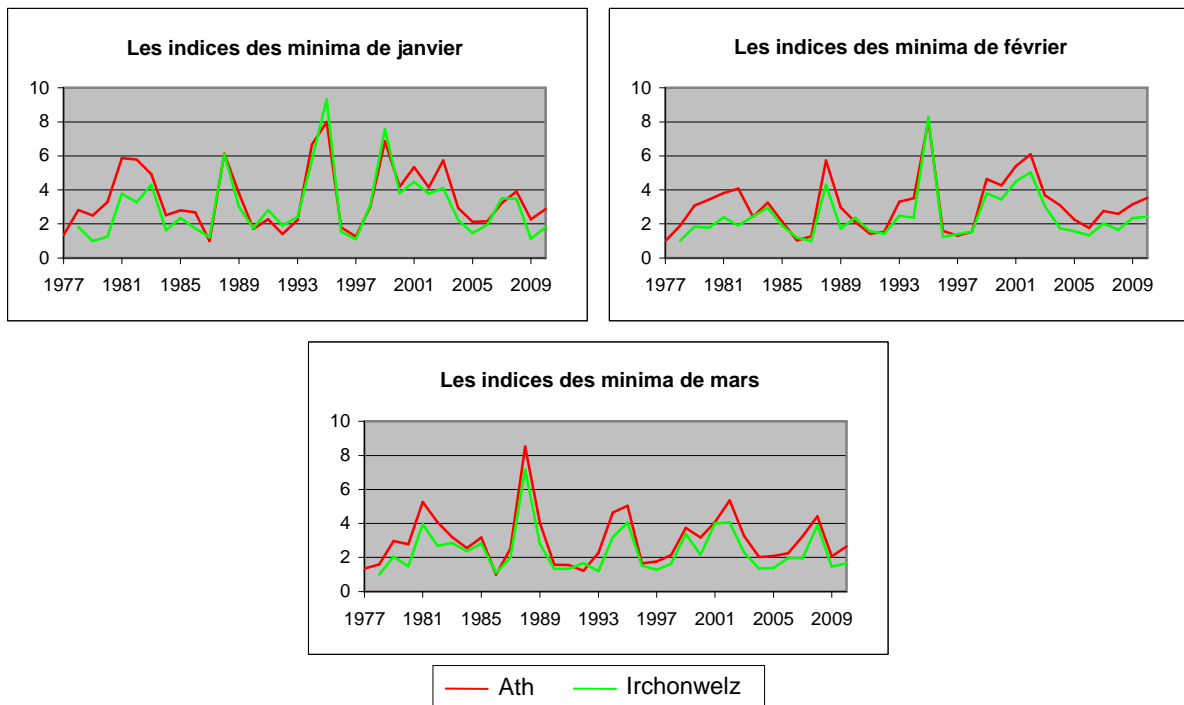 Les indices des minima de janvier
10
8
6
4
2
0
1977 1981 1985 1989 1993 1997 2001 2005 2009
Les indices des minima de février
10
8
6
4
2
0
1977 1981 1985 1989 1993 1997 2001 2005 2009
Les indices des minima de mars
10
8
6
4
2
0
1977 1981 1985 1989 1993 1997 2001 2005 2009
Ath Irchonwelz